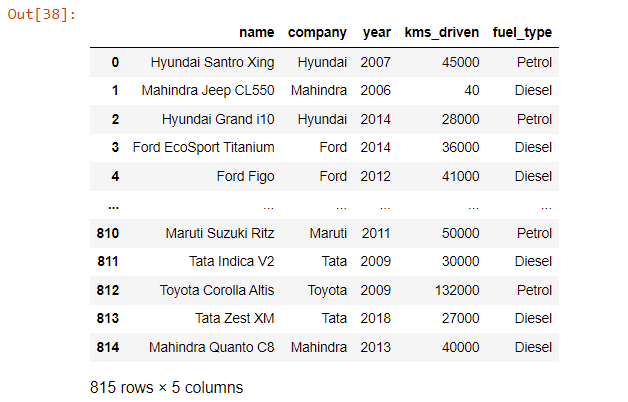 Out[38]:
name company year kms_driven fuel_type
0 Hyundai Santro Xing Hyundai 2007 45000 Petrol
1 Mahindra Jeep CL550 Mahindra 2006 40 Diesel
2 Hyundai Grand i10 Hyundai 2014 28000 Petrol
3 Ford EcoSport Titanium Ford 2014 36000 Diesel
4 Ford Figo Ford 2012 41000 Diesel
... ... ... ... ... ...
810 Maruti Suzuki Ritz Maruti 2011 50000 Petrol
811 Tata Indica V2 Tata 2009 30000 Diesel
812 Toyota Corolla Altis Toyota 2009 132000 Petrol
813 Tata Zest XM Tata 2018 27000 Diesel
814 Mahindra Quanto C8 Mahindra 2013 40000 Diesel
815 rows × 5 columns